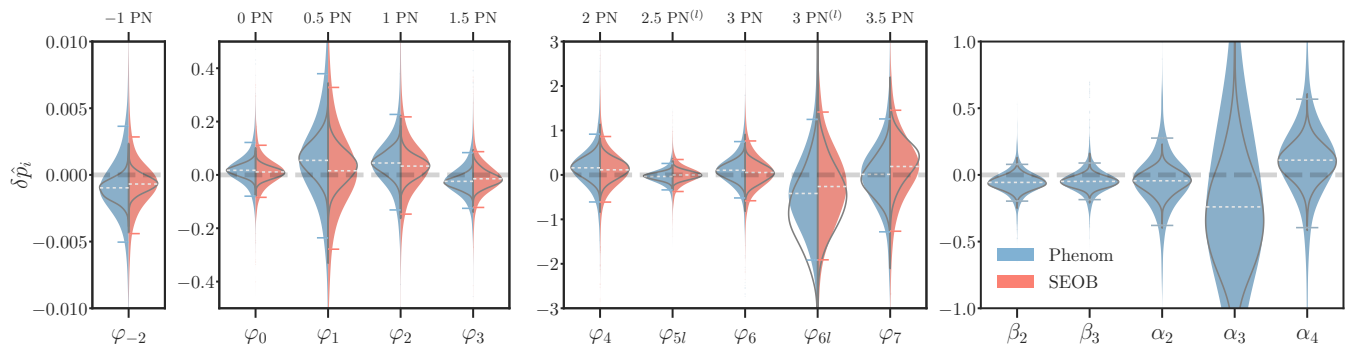 −1 PN
0 PN 0.5 PN 1 PN 1.5 PN
2 PN 2.5 PN⁽ˡ⁾ 3 PN 3 PN⁽ˡ⁾ 3.5 PN
δp̂ᵢ
0.010
0.005
0.000
−0.005
−0.010
φ₋₂
0.4
0.2
0.0
−0.2
−0.4
φ₀ φ₁ φ₂ φ₃
3
2
1
0
−1
−2
−3
φ₄ φ₅ₗ φ₆ φ₆ₗ φ₇
1.0
0.5
0.0
−0.5
−1.0
Phenom
SEOB
β₂ β₃ α₂ α₃ α₄